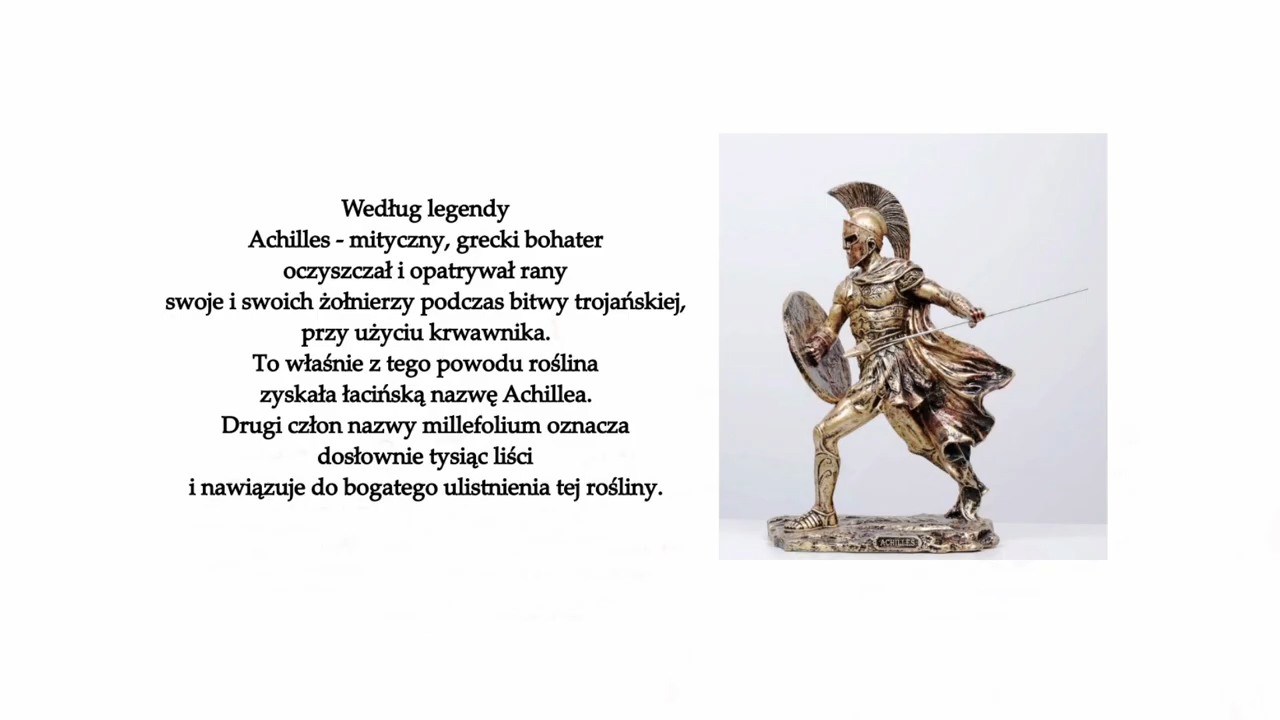 Według legendy
Achilles - mityczny, grecki bohater
oczyszczał i opatrywał rany
swoje i swoich żołnierzy podczas bitwy trojańskiej,
przy użyciu krwawnika.
To właśnie z tego powodu roślina
zyskała łacińską nazwę Achillea.
Drugi człon nazwy millefolium oznacza
dosłownie tysiąc liści
i nawiązuje do bogatego ulistnienia tej rośliny.
ACHILLES